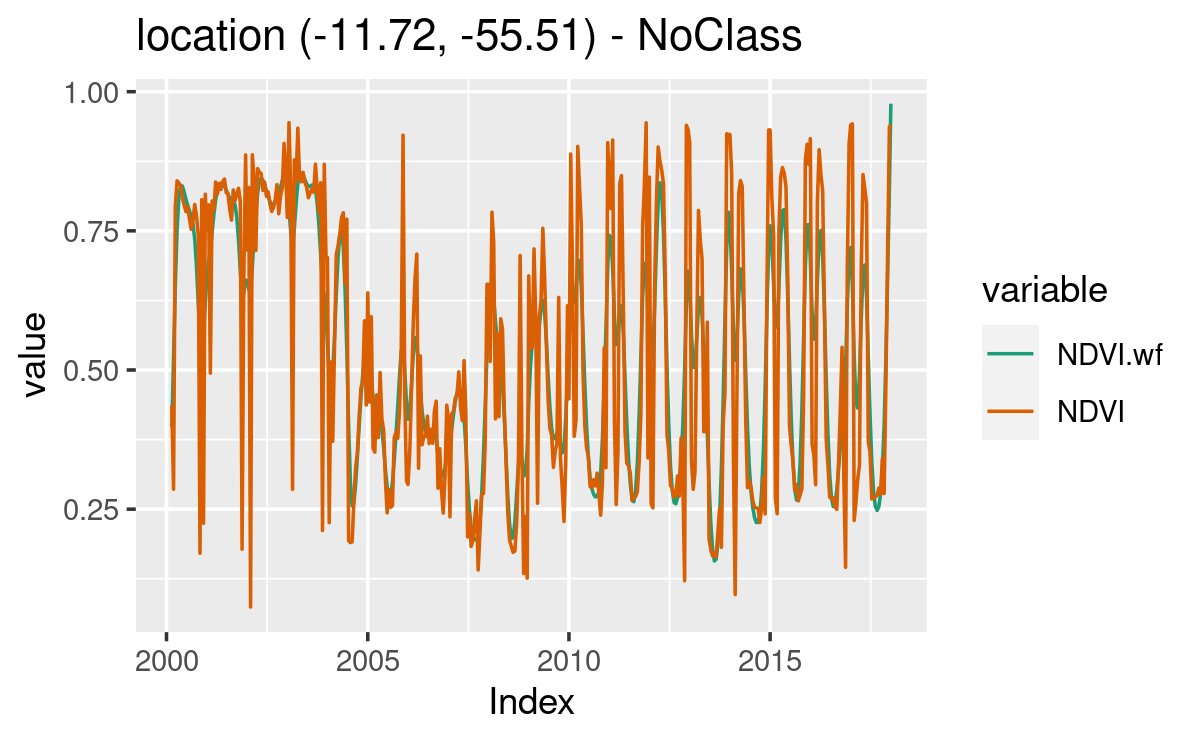 location (-11.72, -55.51) - NoClass
1.00
0.75
0.50
0.25
value
2000 2005 2010 2015
Index
variable
NDVI.wf
NDVI